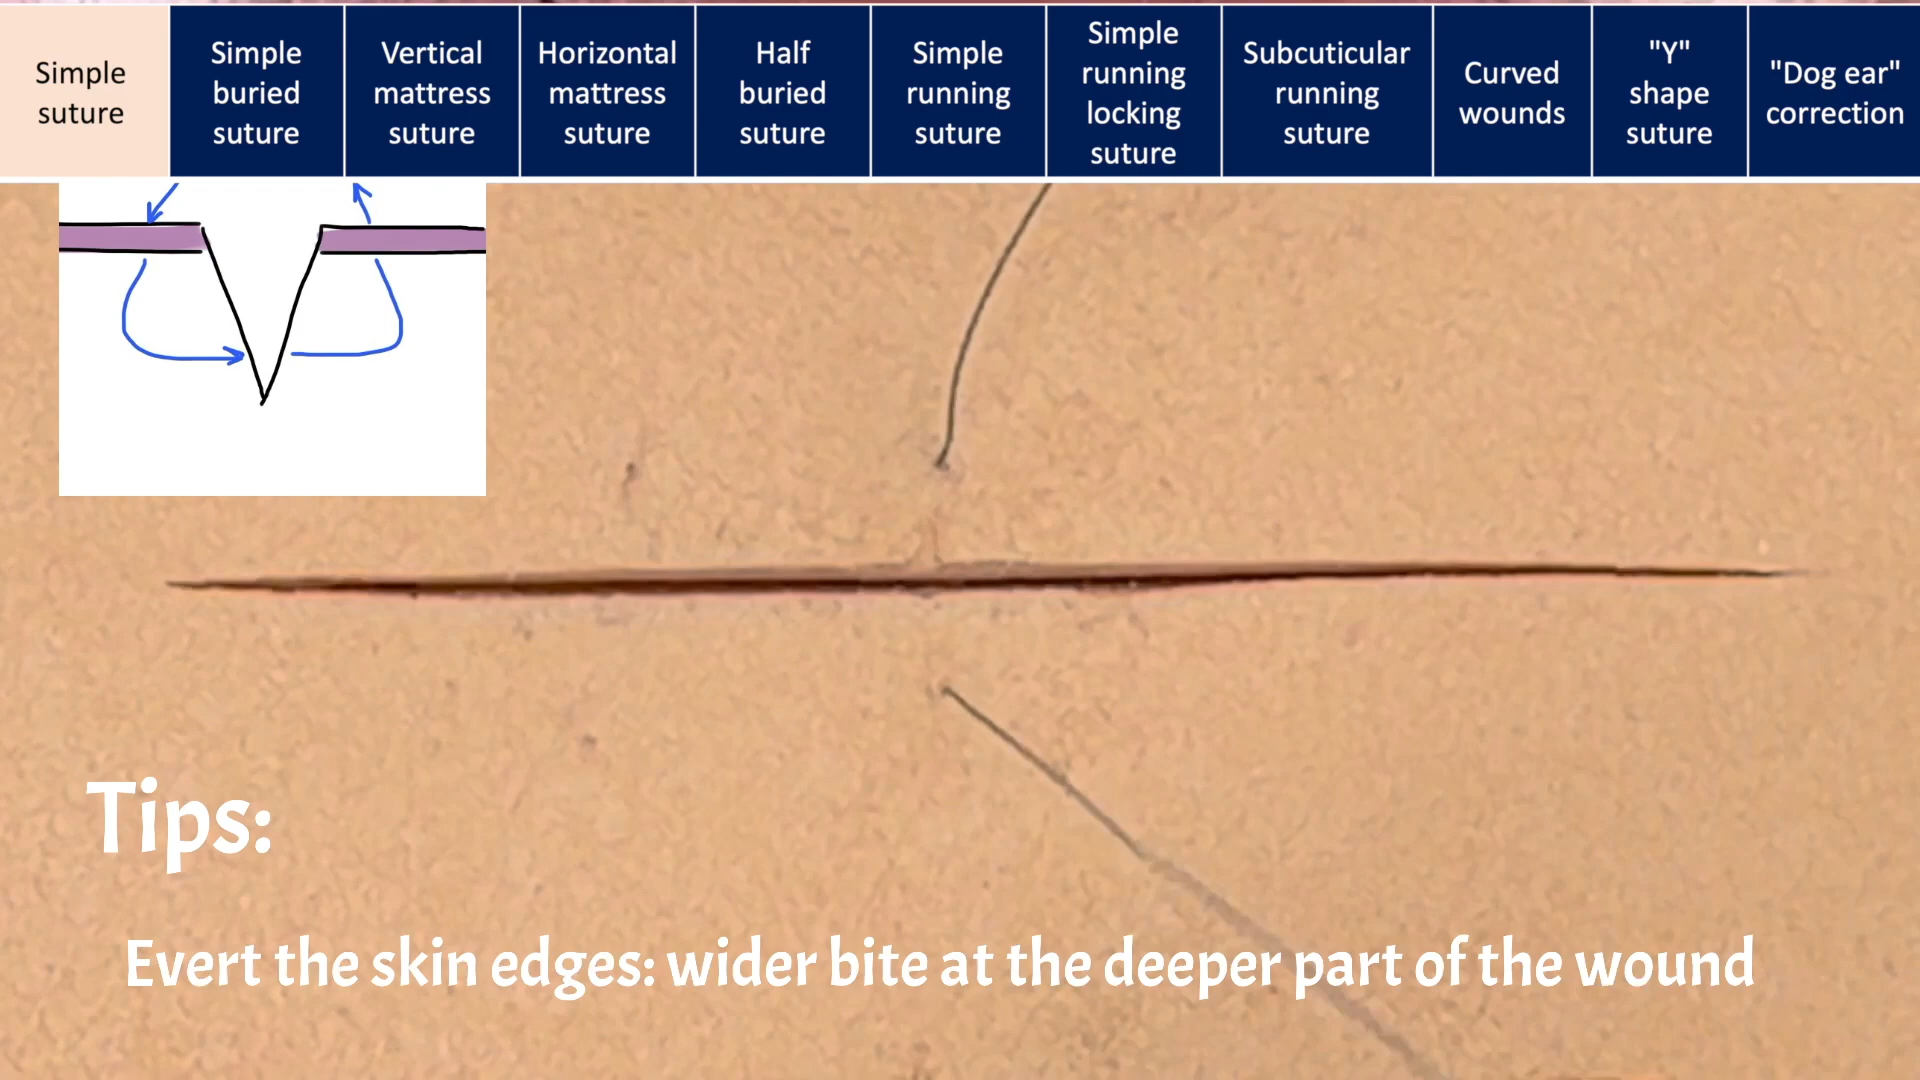 Simple
suture
Simple
buried
suture
Vertical
mattress
suture
Horizontal
mattress
suture
Half
buried
suture
Simple
running
suture
Simple
running
locking
suture
Subcuticular
running
suture
Curved
wounds
"Y"
shape
suture
"Dog ear"
correction
Tips:
Evert the skin edges: wider bite at the deeper part of the wound